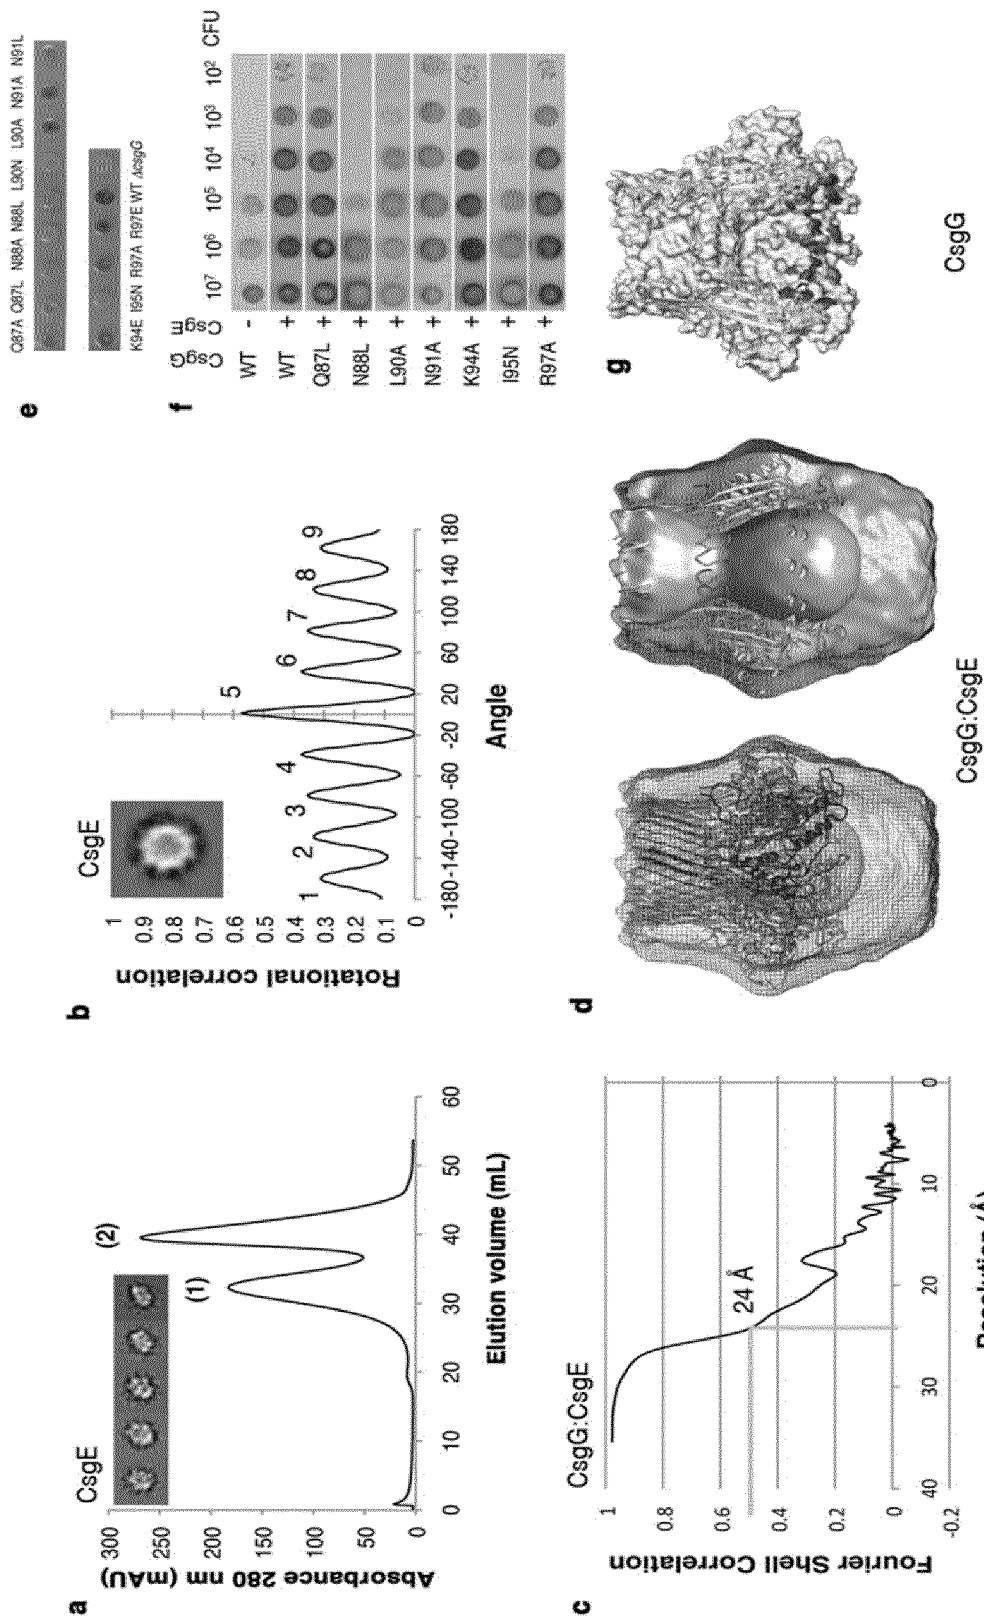 a
CsgE
(1)
(2)
300
250
200
150
100
50
0
Absorbance 280 nm (mAU)
0 10 20 30 40 50 60
Elution volume (mL)
b
CsgE
1
0.9
0.8
0.7
0.6
0.5
0.4
0.3
0.2
0.1
0
Rotational correlation
1 2 3 4 5 6 7 8 9
-180 -140 -100 -60 -20 20 60 100 140 180
Angle
c
CsgG:CsgE
24 Å
1
0.8
0.6
0.4
0.2
0
-0.2
Fourier Shell Correlation
40 30 20 10 0
Resolution (Å)
d
CsgG:CsgE
e
Q87A Q87L N88A N88L L90N L90A N91A N91L
K94E I95N R97A R97E WT ΔcsgG
f
CsgG CsgE 10⁷ 10⁶ 10⁵ 10⁴ 10³ 10² CFU
WT -
WT +
Q87L +
N88L +
L90A +
N91A +
K94A +
I95N +
R97A +
g
CsgG